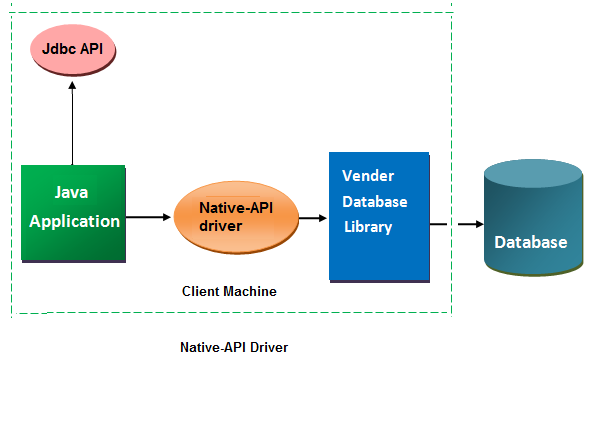 Jdbc API
Java
Application
Native-API
driver
Vender
Database
Library
Database
Client Machine
Native-API Driver